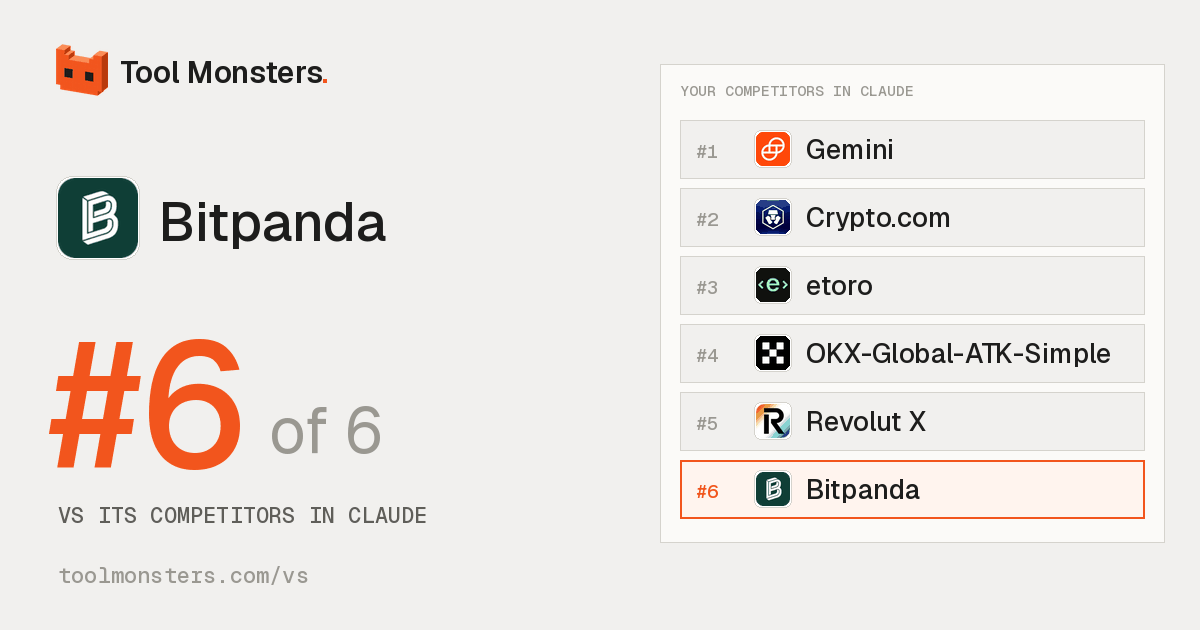 Tool Monsters.
Bitpanda
#6 of 6
VS ITS COMPETITORS IN CLAUDE
toolmonsters.com/vs
YOUR COMPETITORS IN CLAUDE
#1 Gemini
#2 Crypto.com
#3 etoro
#4 OKX-Global-ATK-Simple
#5 Revolut X
#6 Bitpanda